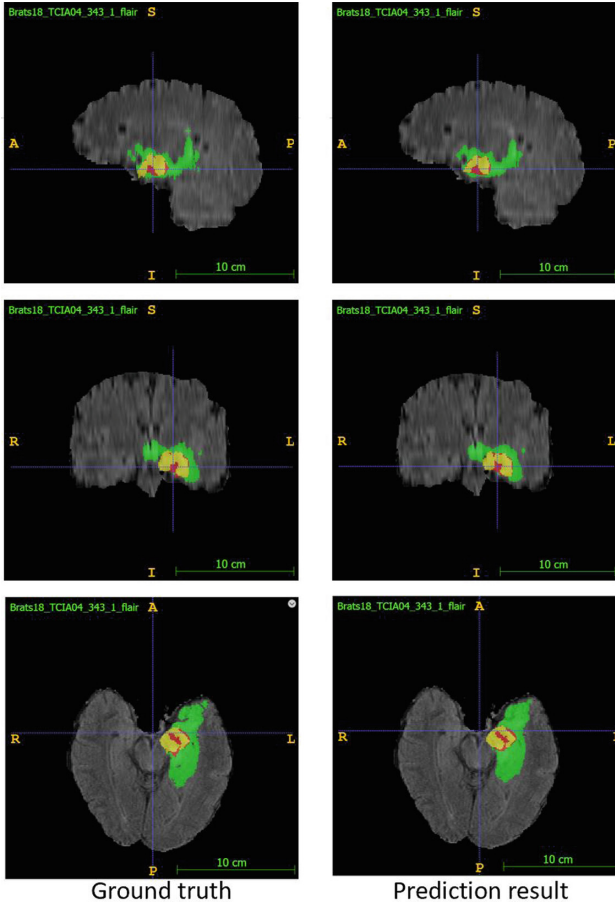 Brats18_TCIA04_343_1_flair S
A P
I 10 cm
Brats18_TCIA04_343_1_flair S
A P
I 10 cm
Brats18_TCIA04_343_1_flair S
R L
I 10 cm
Brats18_TCIA04_343_1_flair S
R L
I 10 cm
Brats18_TCIA04_343_1_flair A
R L
P 10 cm
Brats18_TCIA04_343_1_flair A
R
P 10 cm
Ground truth
Prediction result